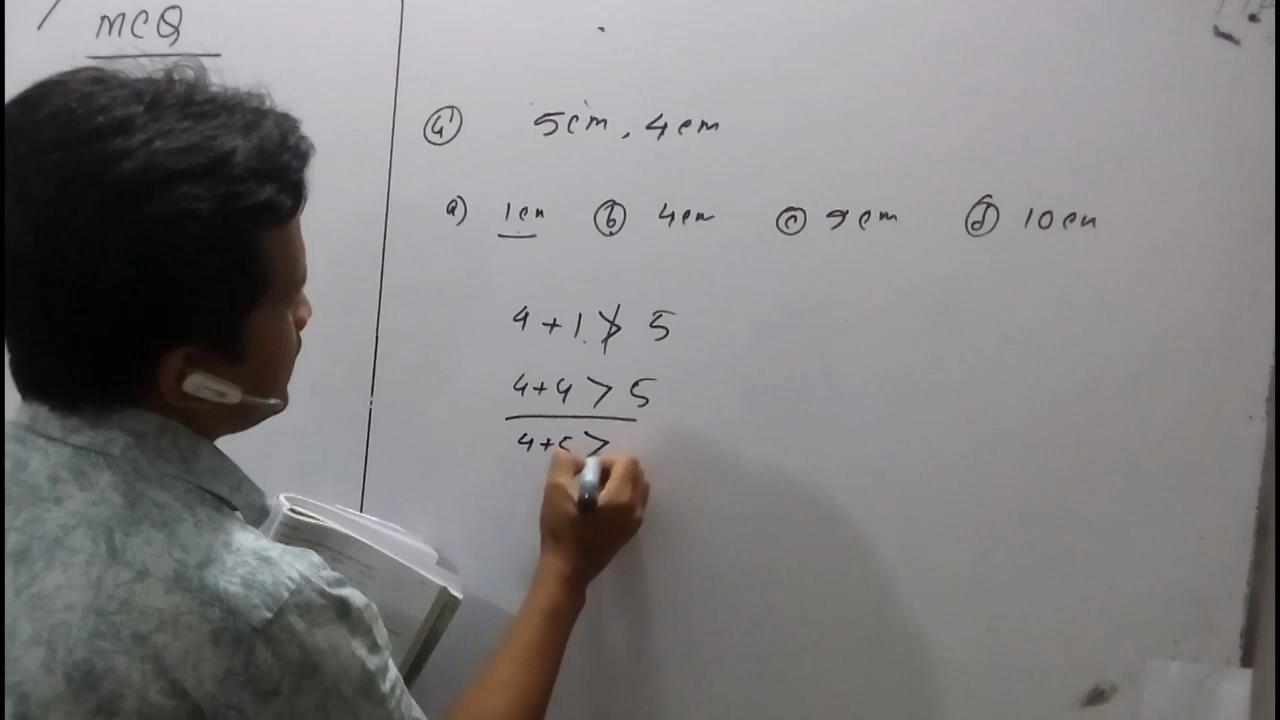 MCQ
④ 5cm, 4cm
a) 1cm ⓑ 4cm ⓒ 9cm ⓓ 10cm
4 + 1 ≯ 5
4+4 > 5
4+5 >